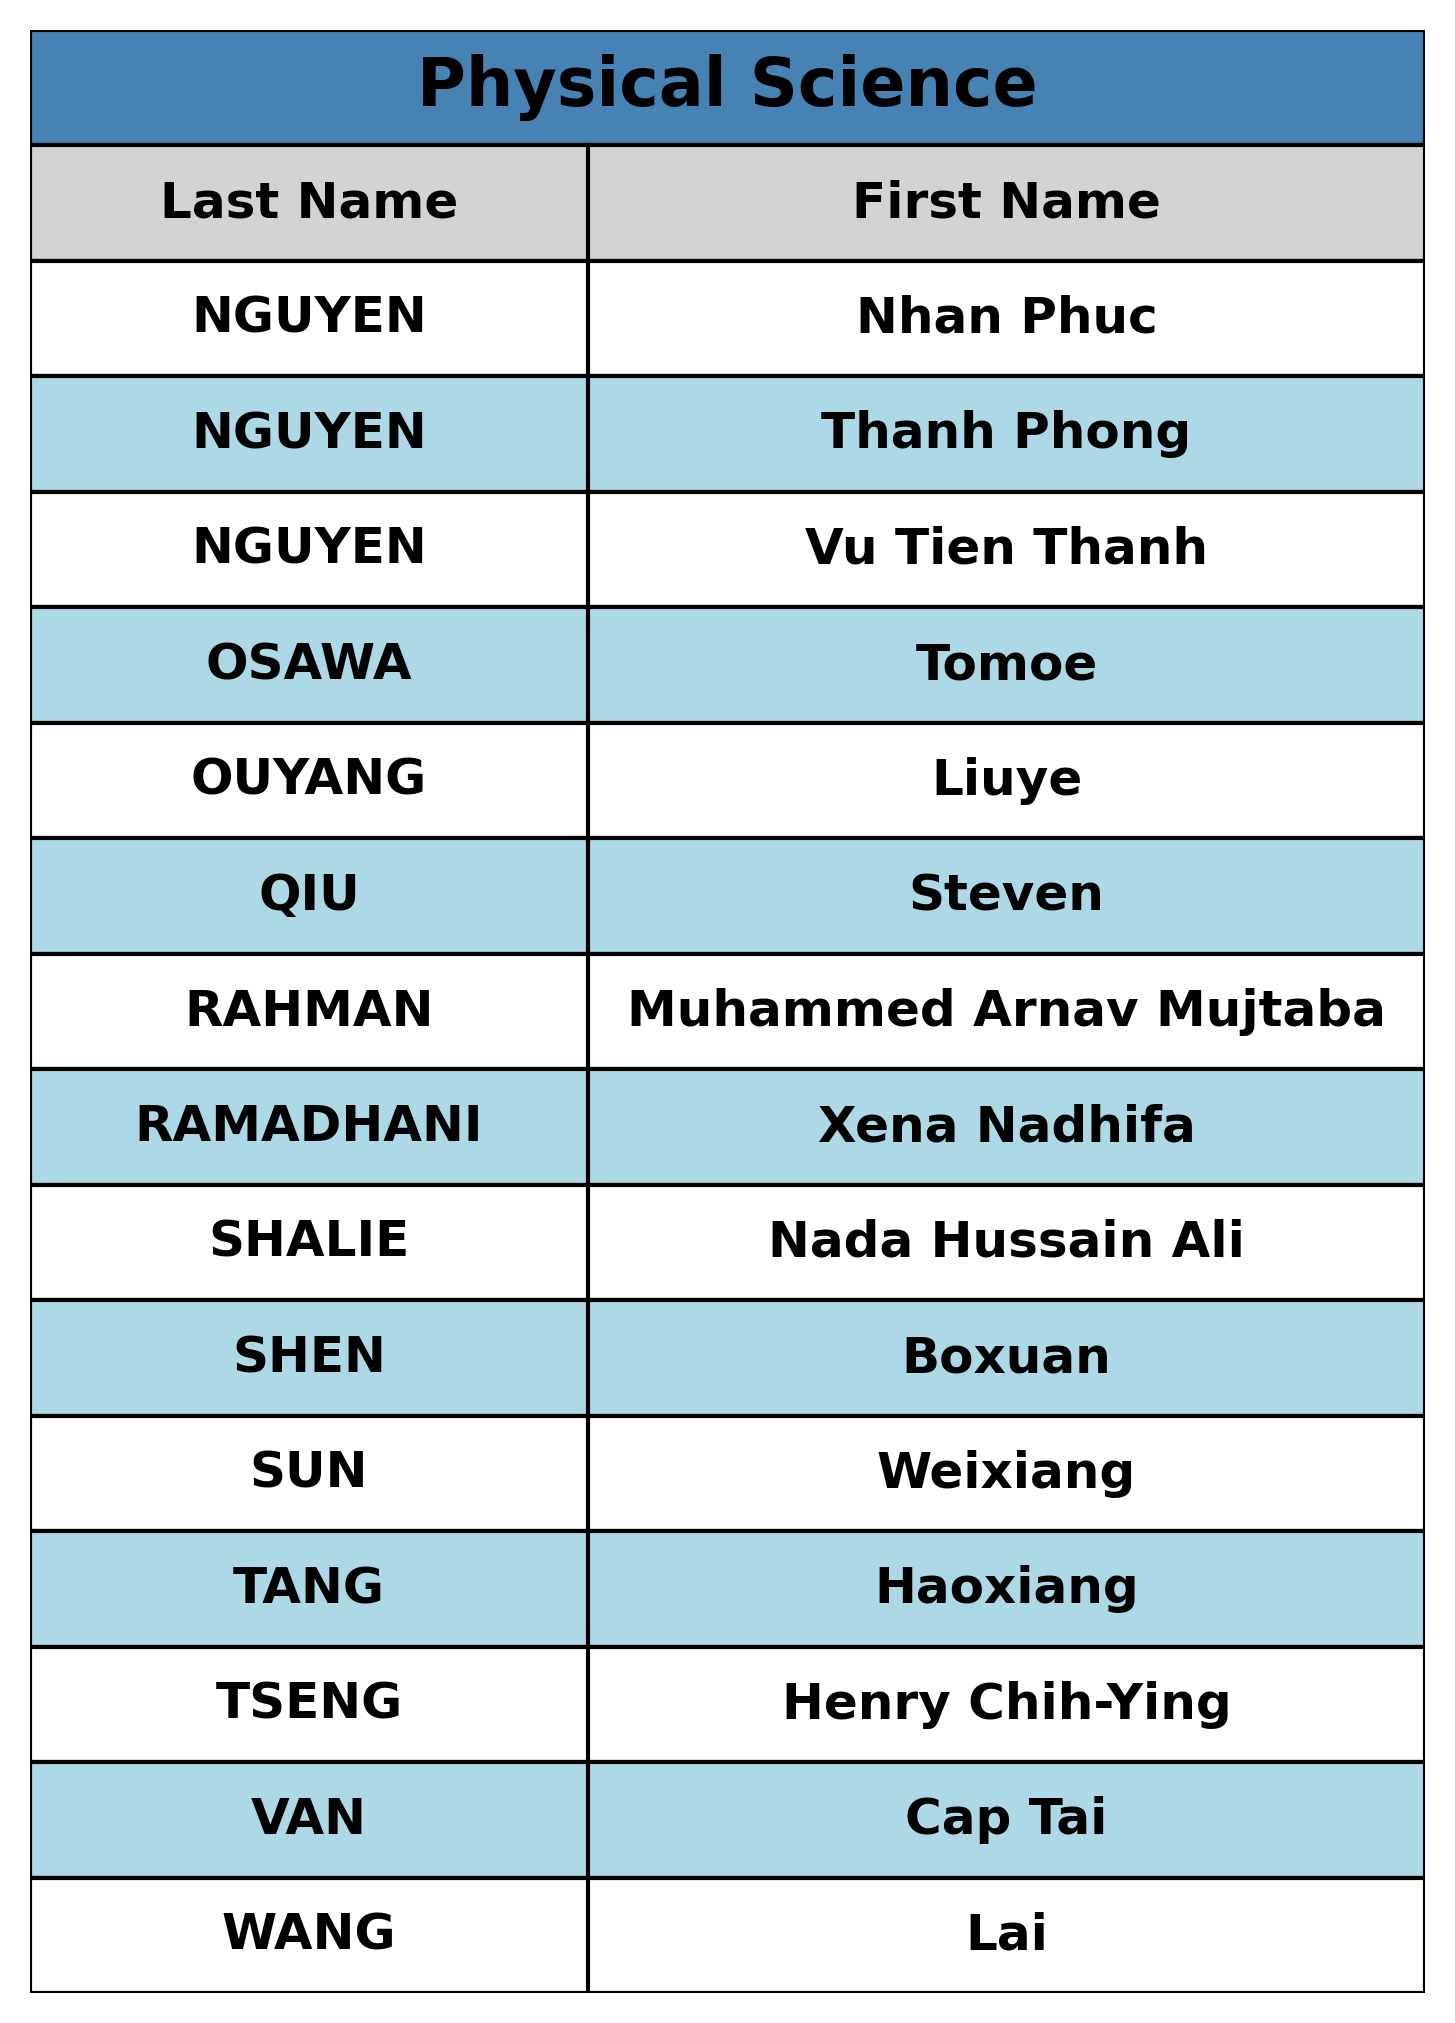 Physical Science
Last Name First Name
NGUYEN Nhan Phuc
NGUYEN Thanh Phong
NGUYEN Vu Tien Thanh
OSAWA Tomoe
OUYANG Liuye
QIU Steven
RAHMAN Muhammed Arnav Mujtaba
RAMADHANI Xena Nadhifa
SHALIE Nada Hussain Ali
SHEN Boxuan
SUN Weixiang
TANG Haoxiang
TSENG Henry Chih-Ying
VAN Cap Tai
WANG Lai